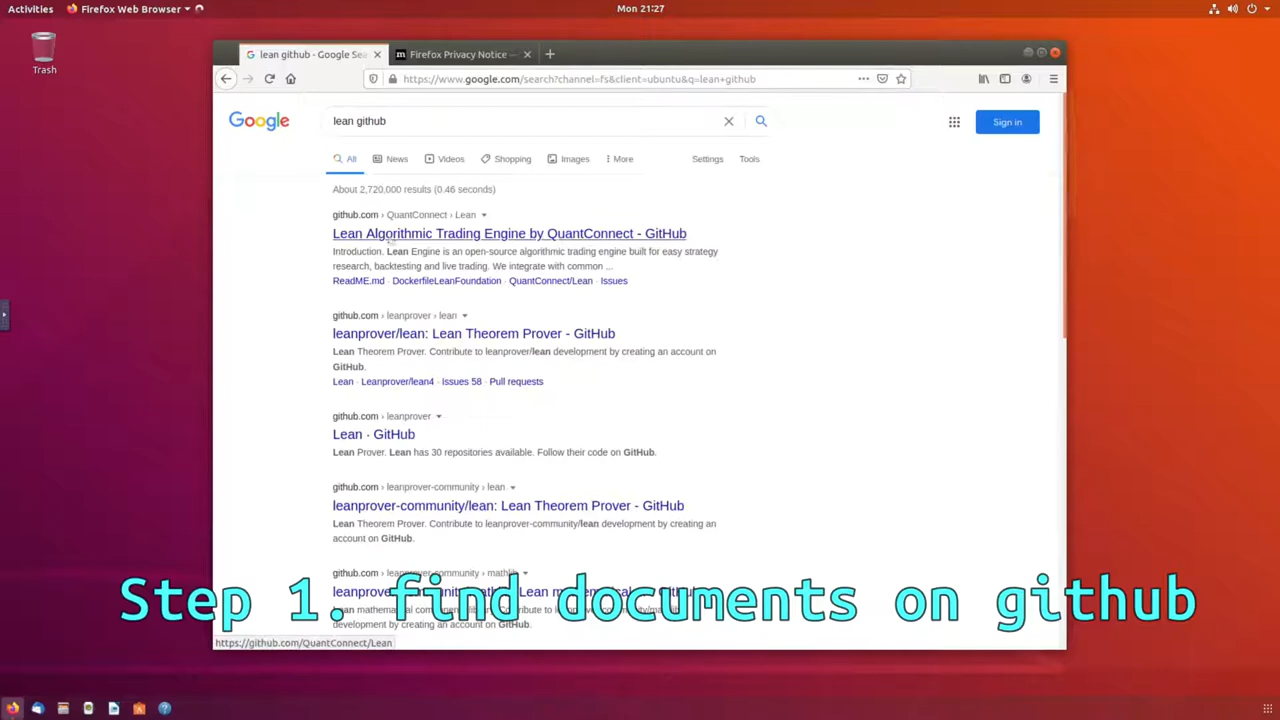 Activities
Firefox Web Browser
Mon 21:27
Trash
lean github - Google Sea
Firefox Privacy Notice —
https://www.google.com/search?channel=fs&client=ubuntu&q=lean+github
Google
lean github
Sign in
All
News
Videos
Shopping
Images
More
Settings
Tools
About 2,720,000 results (0.46 seconds)
github.com › QuantConnect › Lean
Lean Algorithmic Trading Engine by QuantConnect - GitHub
Introduction. Lean Engine is an open-source algorithmic trading engine built for easy strategy
research, backtesting and live trading. We integrate with common ...
ReadME.md · DockerfileLeanFoundation · QuantConnect/Lean · Issues
github.com › leanprover › lean
leanprover/lean: Lean Theorem Prover - GitHub
Lean Theorem Prover. Contribute to leanprover/lean development by creating an account on
GitHub.
Lean · Leanprover/lean4 · Issues 58 · Pull requests
github.com › leanprover
Lean · GitHub
Lean Prover. Lean has 30 repositories available. Follow their code on GitHub.
github.com › leanprover-community › lean
leanprover-community/lean: Lean Theorem Prover - GitHub
Lean Theorem Prover. Contribute to leanprover-community/lean development by creating an
account on GitHub.
github.com › leanprover-community › mathlib
Step 1. find documents on github
development by creating an account on GitHub.
https://github.com/QuantConnect/Lean